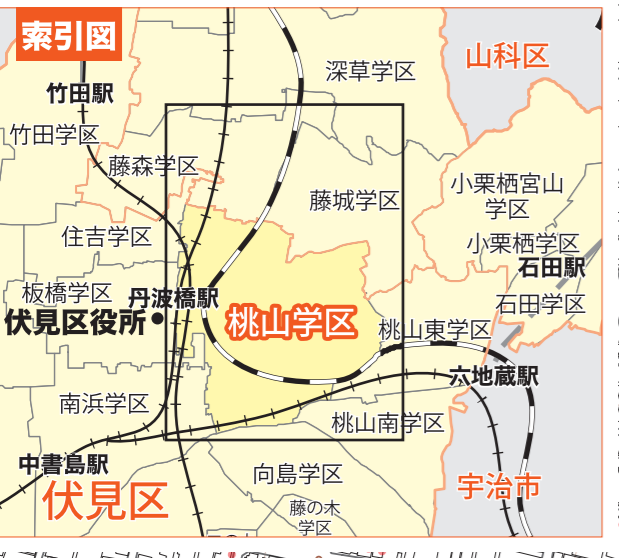 索引図
深草学区
山科区
竹田駅
竹田学区
藤森学区
小栗栖宮山
学区
藤城学区
住吉学区
小栗栖学区
石田駅
板橋学区
丹波橋駅
石田学区
伏見区役所
桃山学区
桃山東学区
六地蔵駅
南浜学区
桃山南学区
中書島駅
向島学区
伏見区
宇治市
藤の木
学区